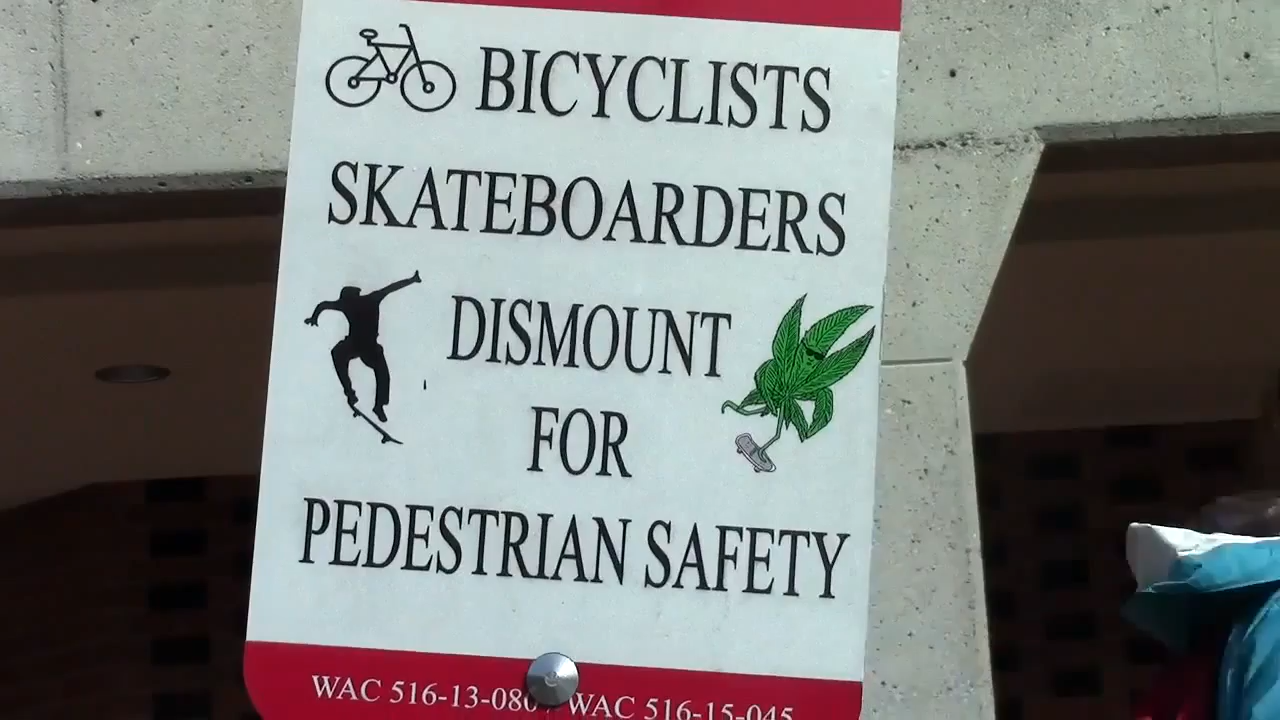 BICYCLISTS
SKATEBOARDERS
DISMOUNT
FOR
PEDESTRIAN SAFETY
WAC 516-13-080 WAC 516-15-045